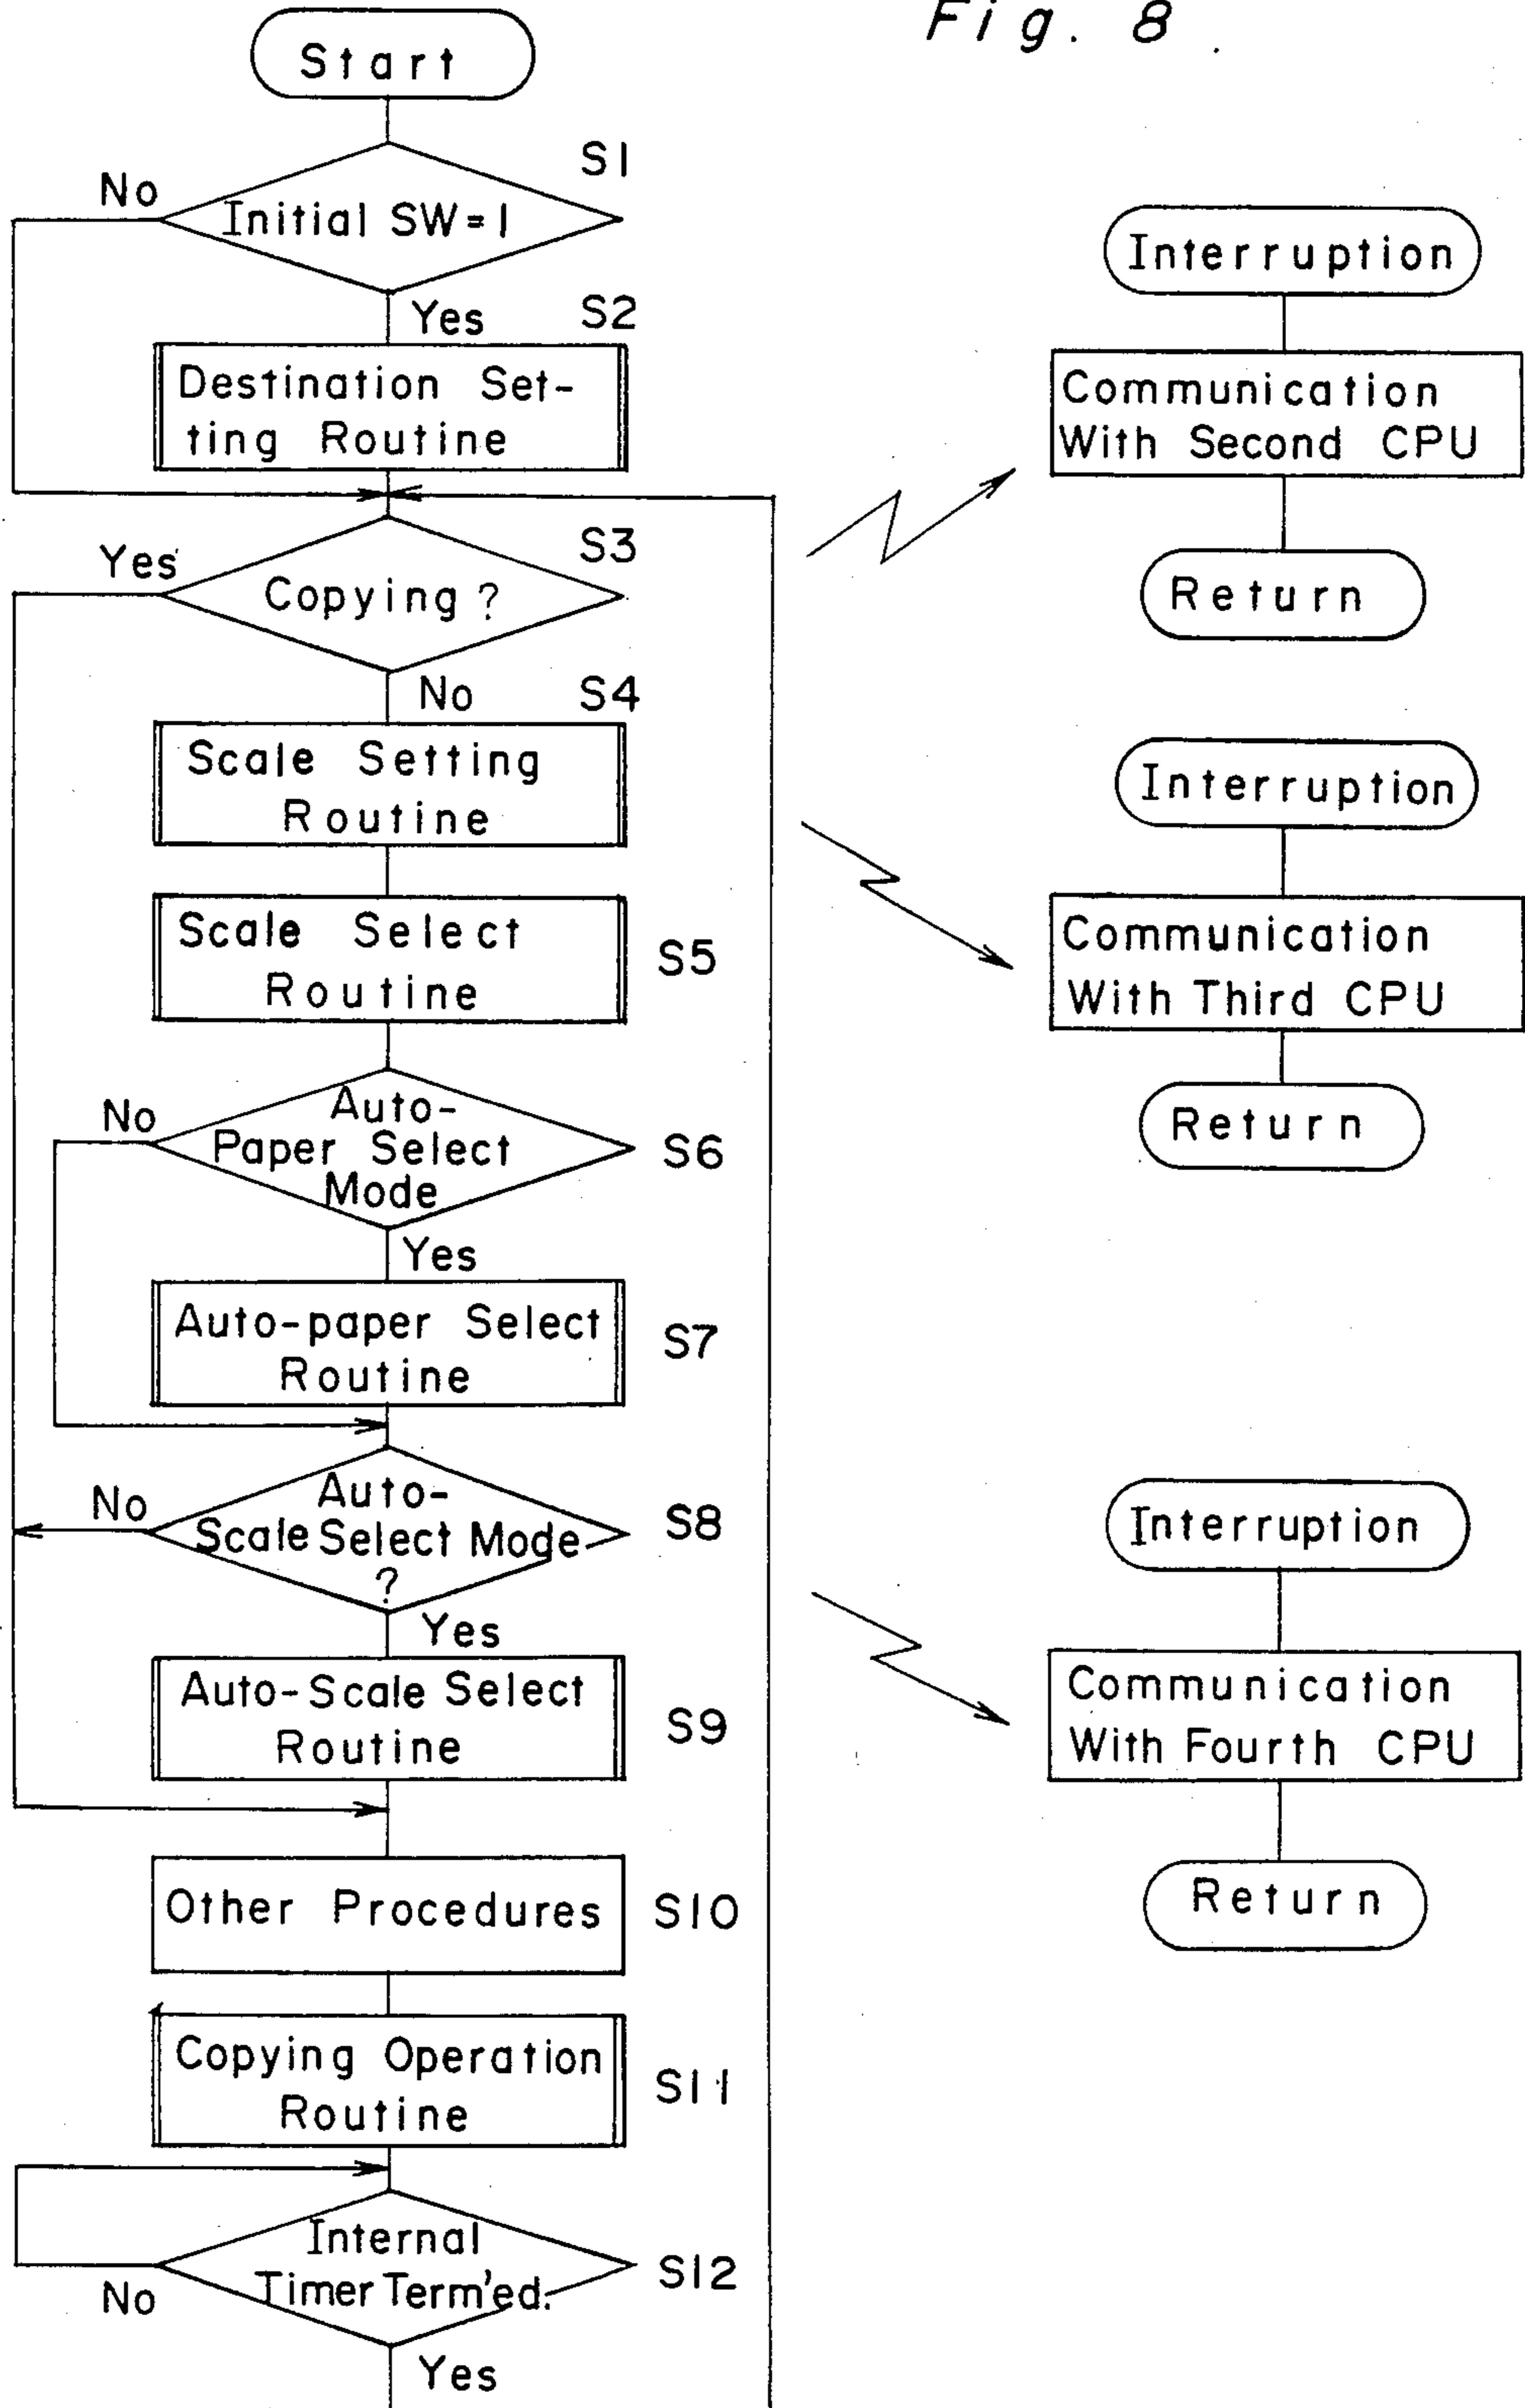 Fig. 8
Start
S1
No
Initial SW=1
Yes
S2
Destination Set-
ting Routine
S3
Yes
Copying?
No
S4
Scale Setting
Routine
Scale Select
Routine
S5
No
Auto-
Paper Select
Mode
S6
Yes
Auto-paper Select
Routine
S7
No
Auto-
Scale Select Mode
?
S8
Yes
Auto-Scale Select
Routine
S9
Other Procedures
S10
Copying Operation
Routine
S11
Internal
Timer Term'ed.
S12
No
Yes
Interruption
Communication
With Second CPU
Return
Interruption
Communication
With Third CPU
Return
Interruption
Communication
With Fourth CPU
Return